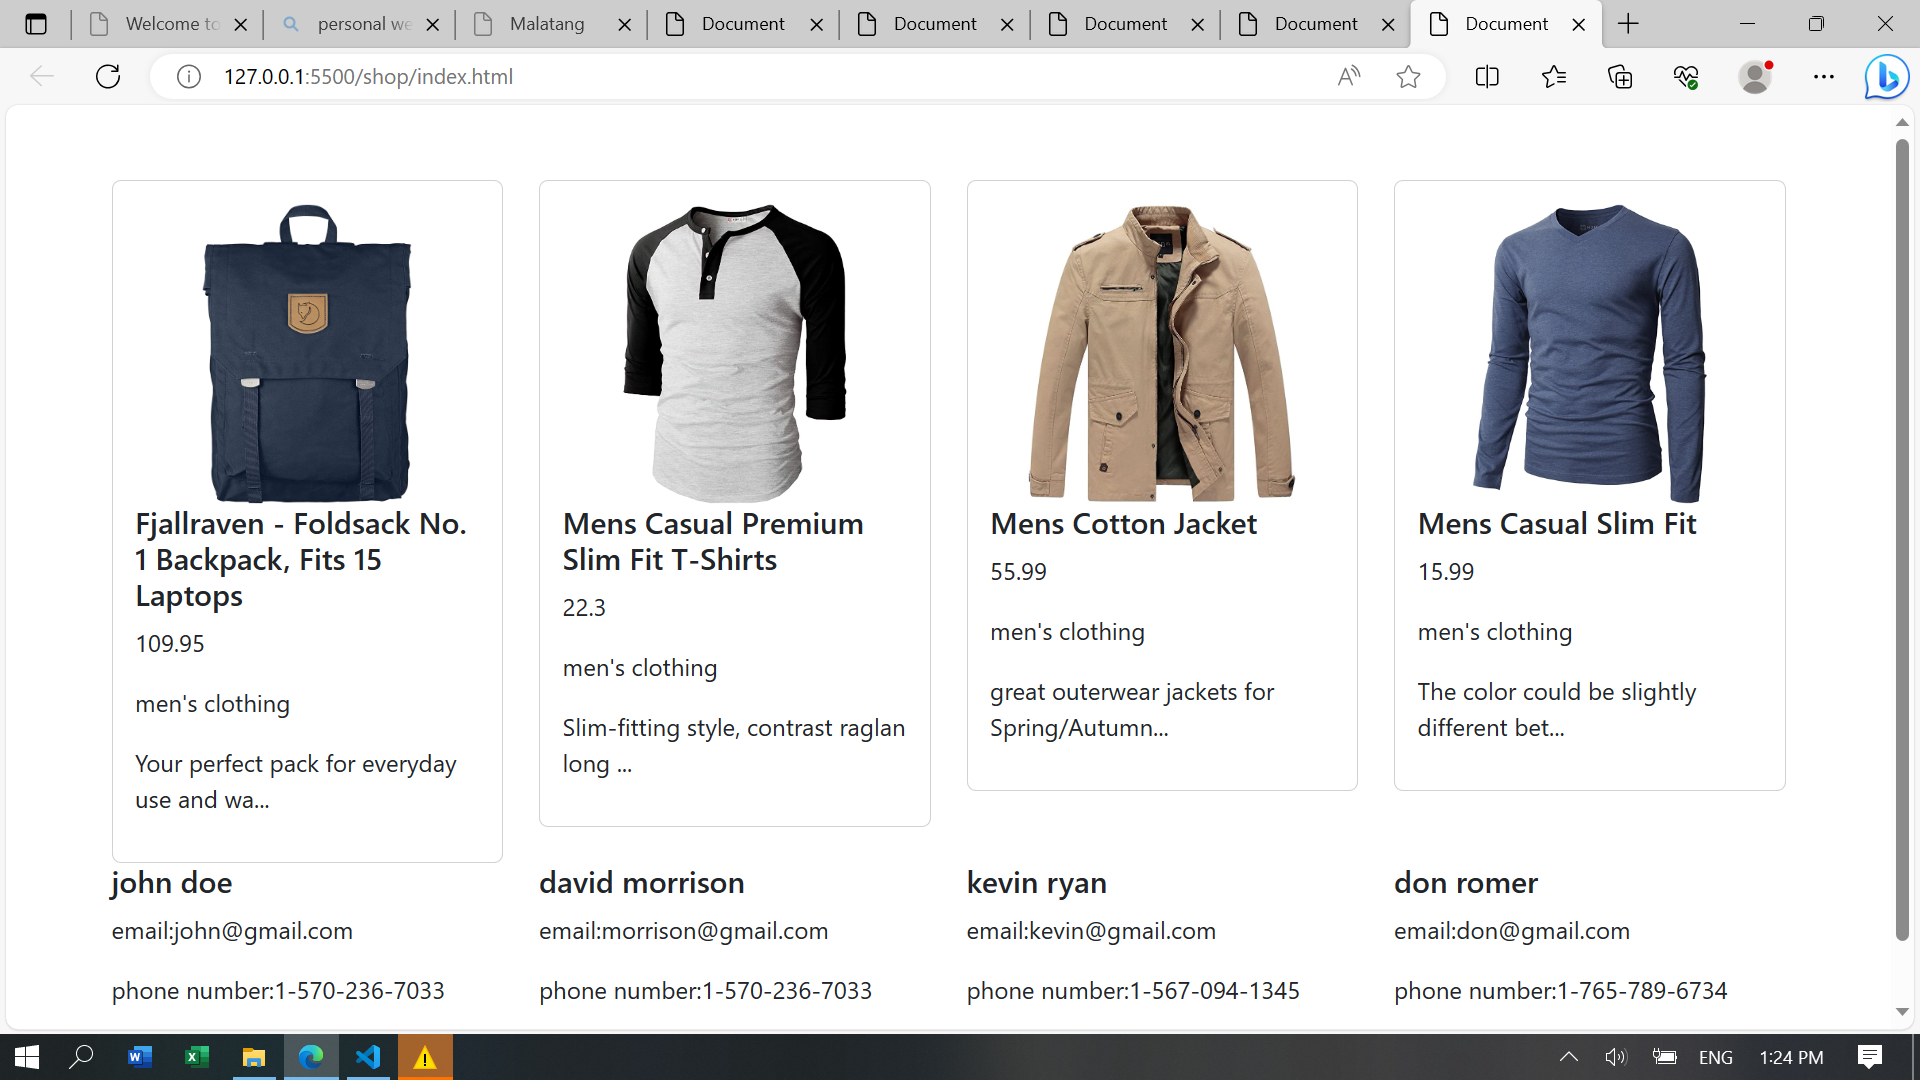 Welcome to
personal we
Malatang
Document
Document
Document
Document
Document
127.0.0.1:5500/shop/index.html
Fjallraven - Foldsack No.
1 Backpack, Fits 15
Laptops
109.95
men's clothing
Your perfect pack for everyday
use and wa...
Mens Casual Premium
Slim Fit T-Shirts
22.3
men's clothing
Slim-fitting style, contrast raglan
long ...
Mens Cotton Jacket
55.99
men's clothing
great outerwear jackets for
Spring/Autumn...
Mens Casual Slim Fit
15.99
men's clothing
The color could be slightly
different bet...
john doe
email:john@gmail.com
phone number:1-570-236-7033
david morrison
email:morrison@gmail.com
phone number:1-570-236-7033
kevin ryan
email:kevin@gmail.com
phone number:1-567-094-1345
don romer
email:don@gmail.com
phone number:1-765-789-6734
ENG
1:24 PM